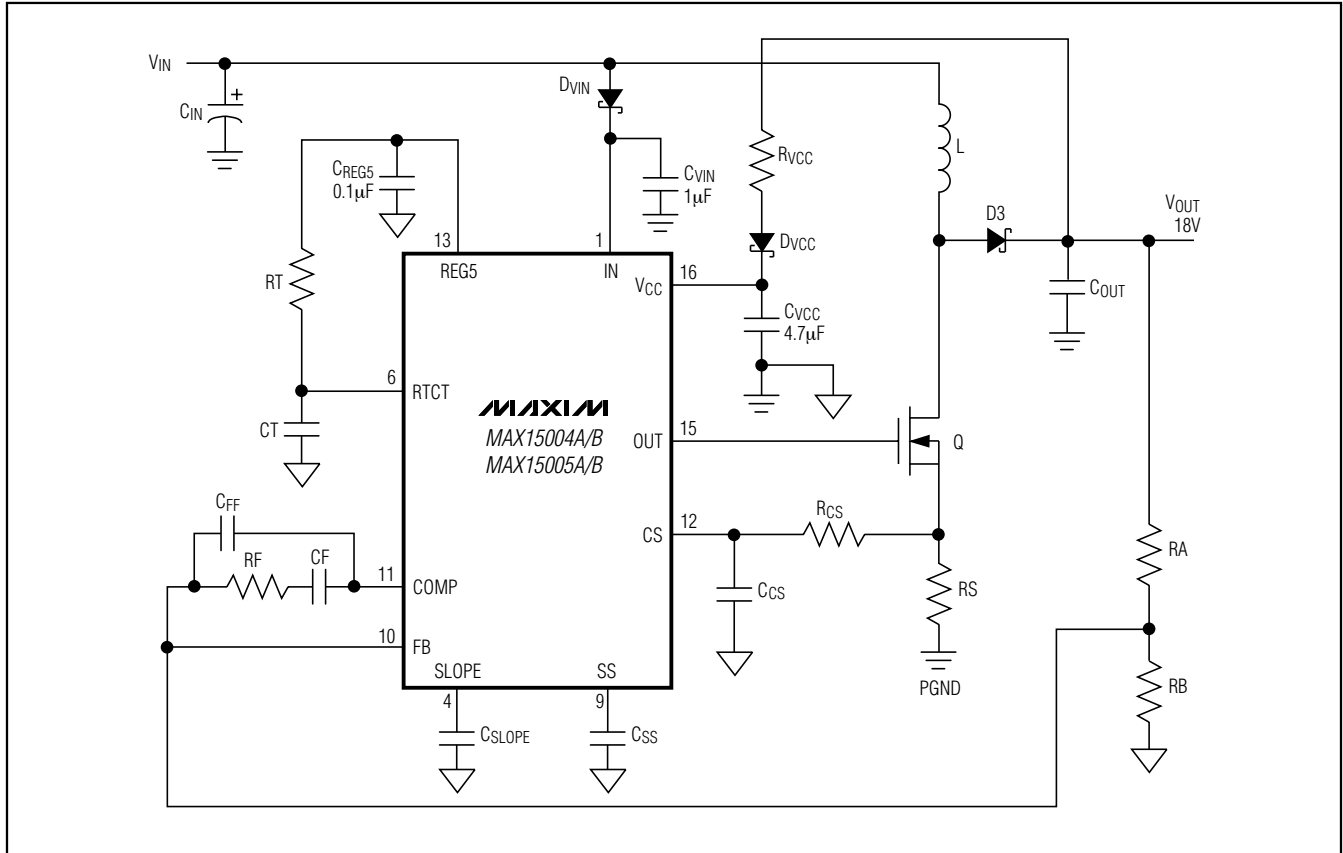 VIN
DVIN
CIN
+
RVCC
L
CREG5
0.1µF
CVIN
1µF
VOUT
18V
D3
DVCC
13
1
REG5
IN
16
VCC
RT
COUT
CVCC
4.7µF
6
RTCT
MAXIM
MAX15004A/B
MAX15005A/B
CT
15
OUT
Q
CFF
RCS
12
CS
RA
RF
CF
11
COMP
CCS
RS
10
FB
SLOPE
SS
PGND
RB
4
9
CSLOPE
CSS